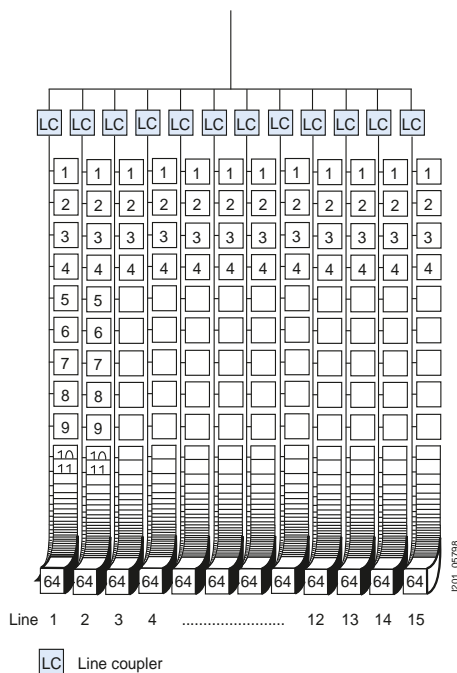 LC LC LC LC LC LC LC LC LC LC LC LC
1 1 1 1 1 1 1 1 1 1 1 1
2 2 2 2 2 2 2 2 2 2 2 2
3 3 3 3 3 3 3 3 3 3 3 3
4 4 4 4 4 4 4 4 4 4 4 4
5 5
6 6
7 7
8 8
9 9
10 10
11 11
64 64 64 64 64 64 64 64 64 64 64 64
I201_05798
Line 1 2 3 4 ........................ 12 13 14 15
LC Line coupler